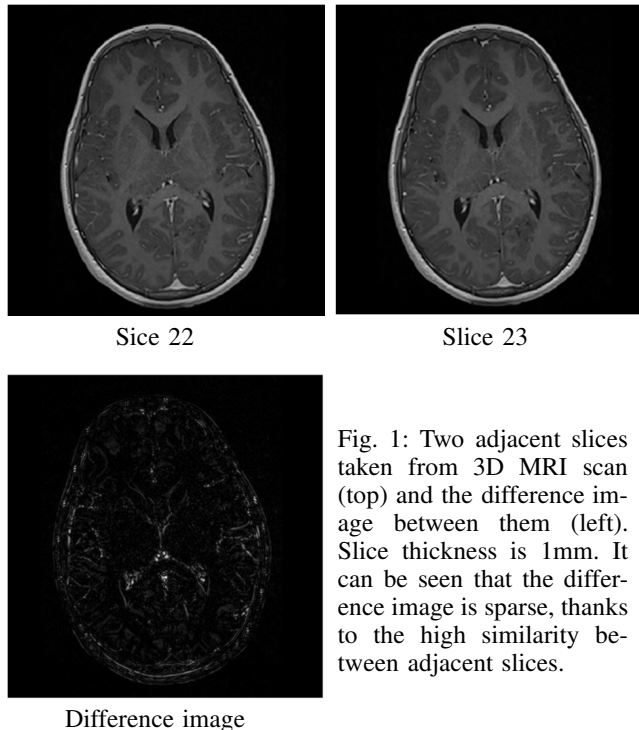 Sice 22
Slice 23
Difference image
Fig. 1: Two adjacent slices
taken from 3D MRI scan
(top) and the difference im-
age between them (left).
Slice thickness is 1mm. It
can be seen that the differ-
ence image is sparse, thanks
to the high similarity be-
tween adjacent slices.